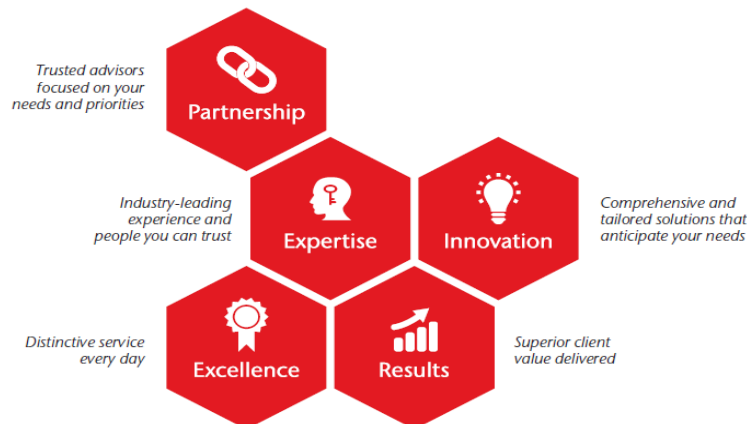 Trusted advisors
focused on your
needs and priorities
Partnership
Industry-leading
experience and
people you can trust
Expertise
Innovation
Comprehensive and
tailored solutions that
anticipate your needs
Distinctive service
every day
Excellence
Results
Superior client
value delivered